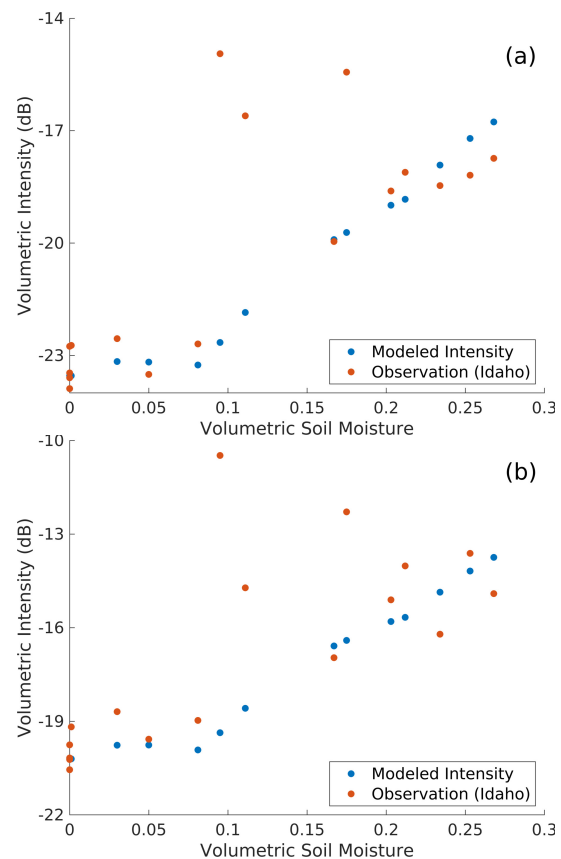 -14
(a)
-17
-20
-23
Volumetric Intensity (dB)
Modeled Intensity
Observation (Idaho)
0 0.05 0.1 0.15 0.2 0.25 0.3
Volumetric Soil Moisture
-10
(b)
-13
-16
-19
-22
Volumetric Intensity (dB)
Modeled Intensity
Observation (Idaho)
0 0.05 0.1 0.15 0.2 0.25 0.3
Volumetric Soil Moisture